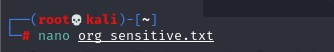 ┌──(root💀kali)-[~]
└─# nano org_sensitive.txt